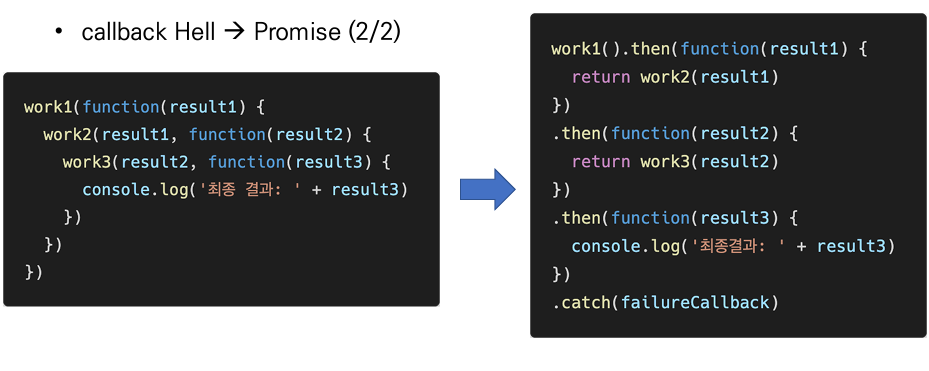 • callback Hell → Promise (2/2)
work1(function(result1) {
  work2(result1, function(result2) {
    work3(result2, function(result3) {
      console.log('최종 결과: ' + result3)
    })
  })
})
work1().then(function(result1) {
  return work2(result1)
})
.then(function(result2) {
  return work3(result2)
})
.then(function(result3) {
  console.log('최종결과: ' + result3)
})
.catch(failureCallback)